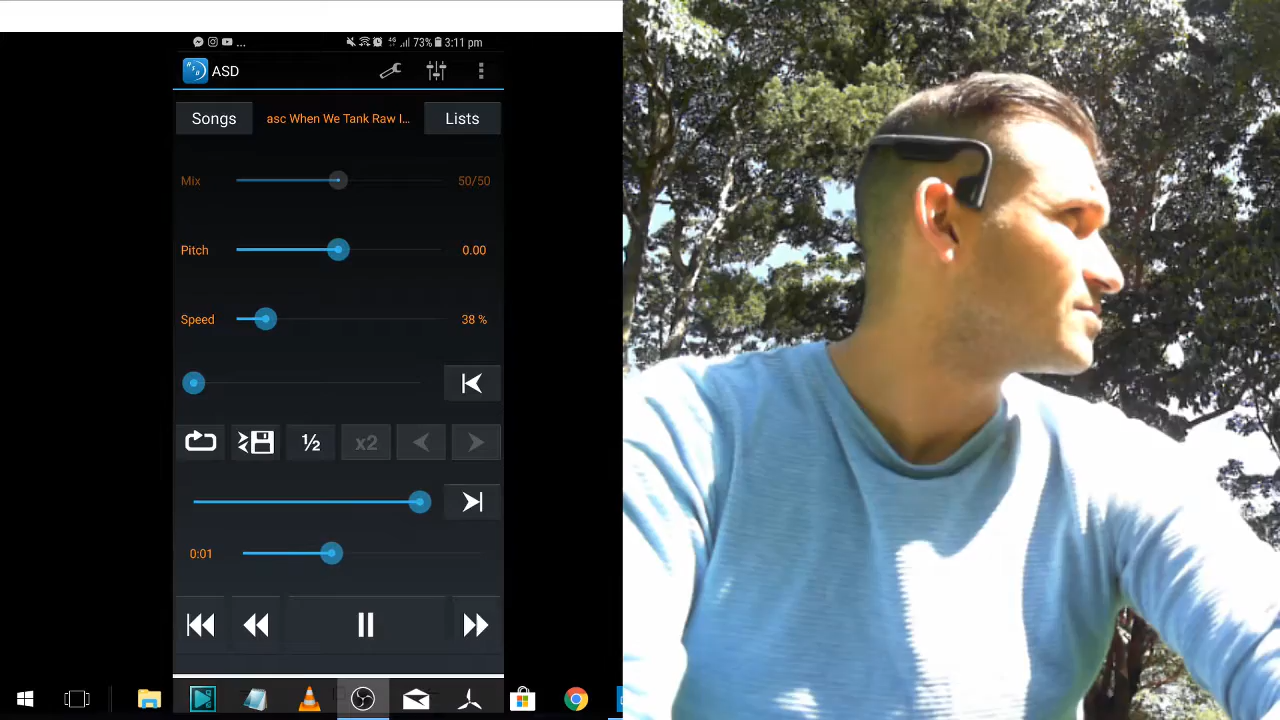 ... 4G 73% 3:11 pm
ASD
Songs asc When We Tank Raw I... Lists
Mix 50/50
Pitch 0.00
Speed 38 %
½ x2
0:01